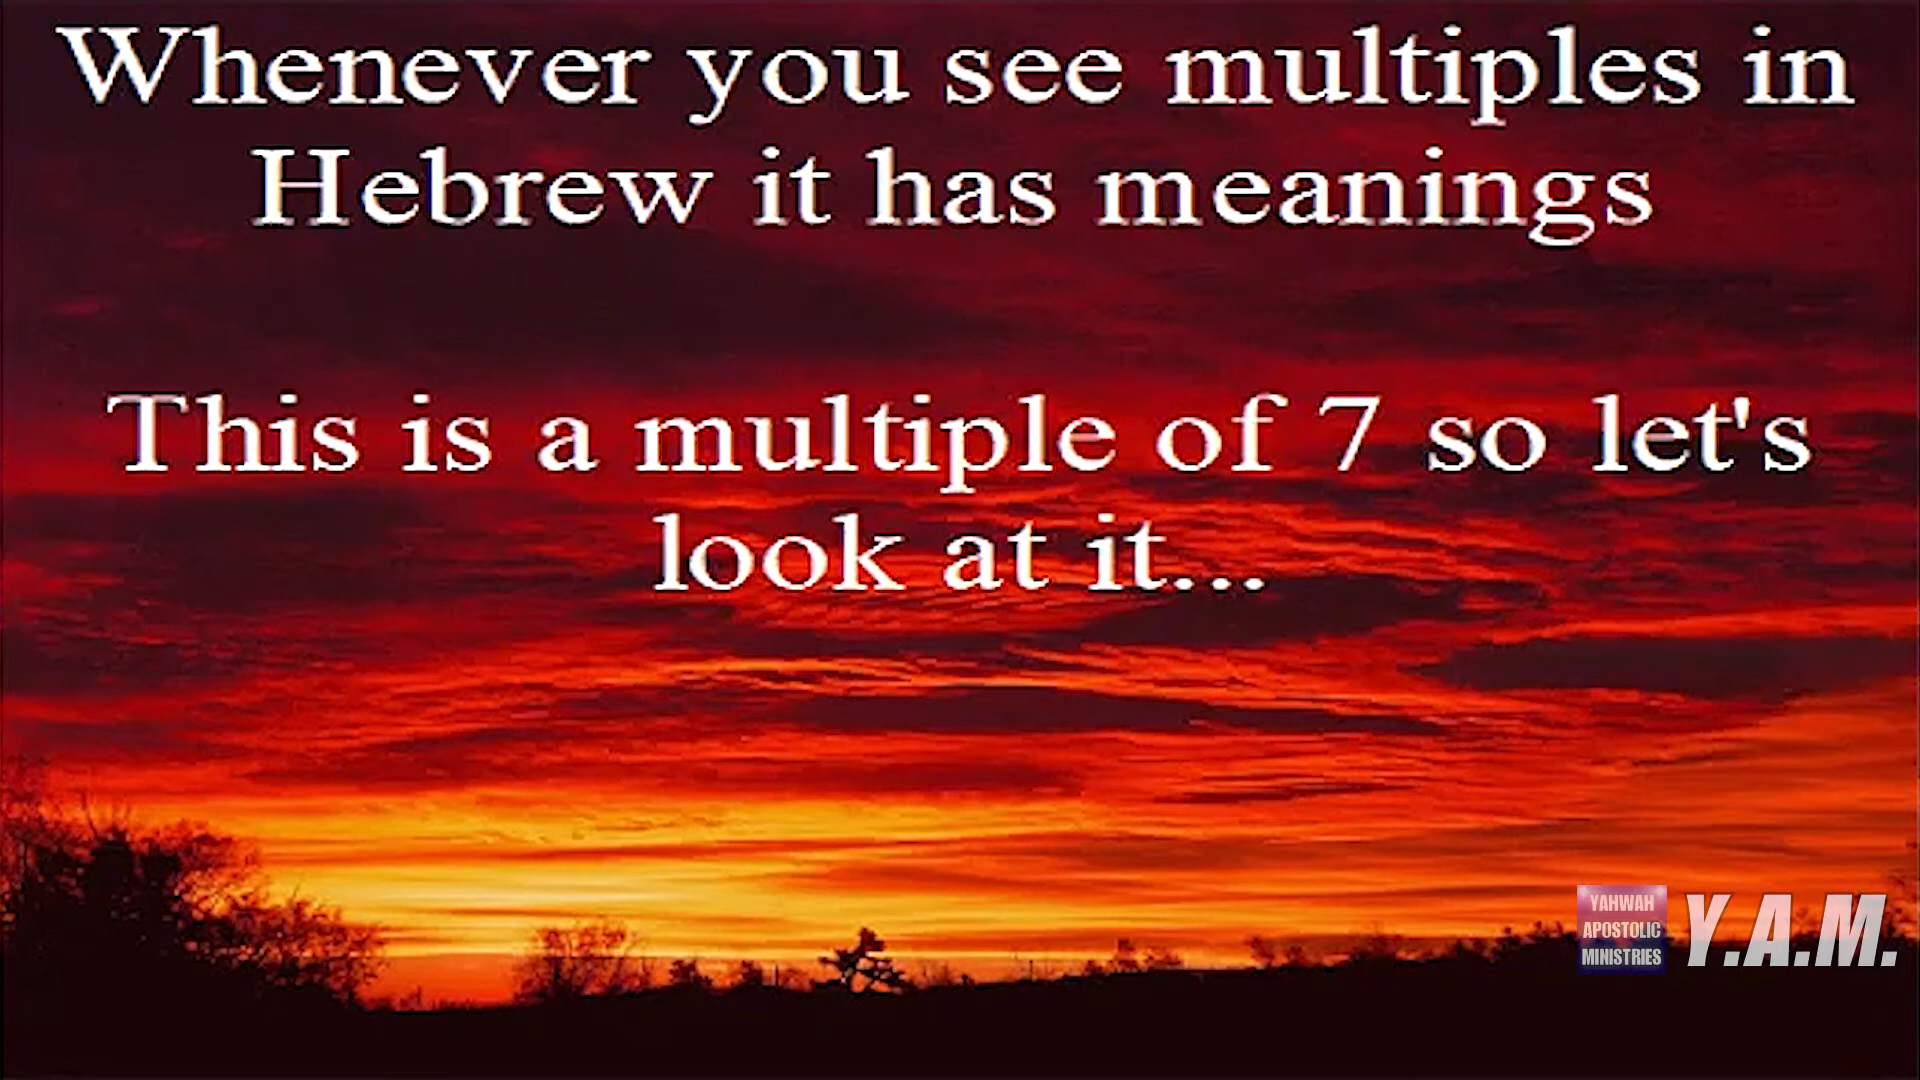 Whenever you see multiples in
Hebrew it has meanings
This is a multiple of 7 so let's
look at it...
YAHWAH
APOSTOLIC
MINISTRIES
Y.A.M.